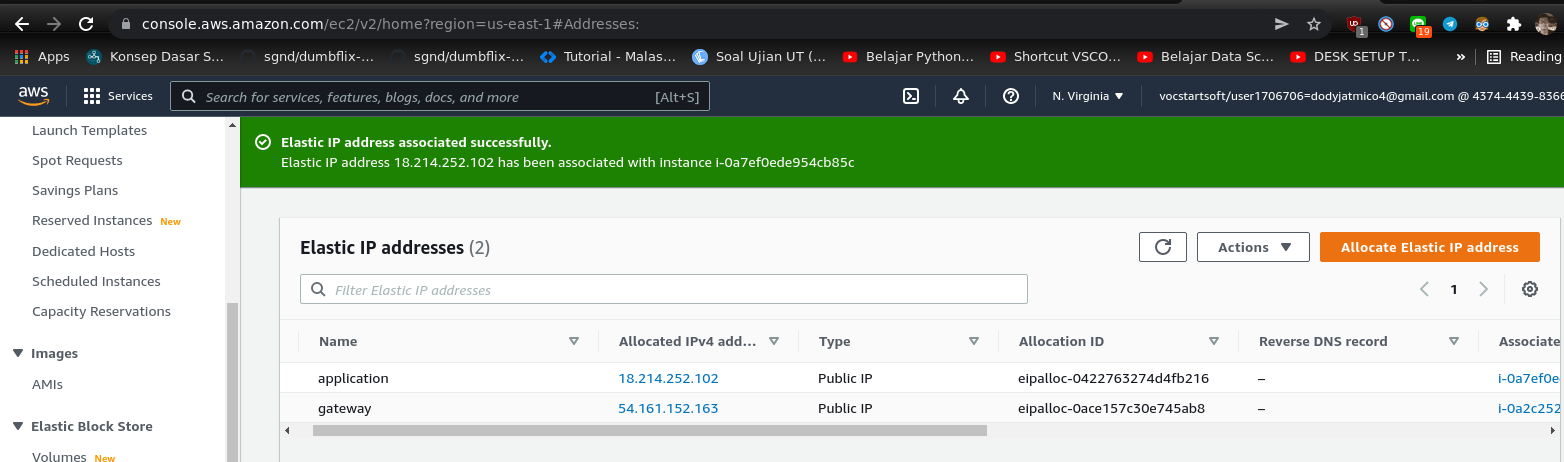 console.aws.amazon.com/ec2/v2/home?region=us-east-1#Addresses:
1
19
Apps
Konsep Dasar S...
sgnd/dumbflix-...
sgnd/dumbflix-...
Tutorial - Malas...
Soal Ujian UT (...
Belajar Python...
Shortcut VSCO...
Belajar Data Sc...
DESK SETUP T...
»
Reading
aws
Services
Search for services, features, blogs, docs, and more
[Alt+S]
N. Virginia
vocstartsoft/user1706706=dodyjatmico4@gmail.com @ 4374-4439-8366
Launch Templates
Spot Requests
Savings Plans
Reserved Instances New
Dedicated Hosts
Scheduled Instances
Capacity Reservations
Images
AMIs
Elastic Block Store
Volumes New
Elastic IP address associated successfully.
Elastic IP address 18.214.252.102 has been associated with instance i-0a7ef0ede954cb85c
Elastic IP addresses (2)
Actions
Allocate Elastic IP address
Filter Elastic IP addresses
1
Name Allocated IPv4 add... Type Allocation ID Reverse DNS record Associate
application 18.214.252.102 Public IP eipalloc-0422763274d4fb216 – i-0a7ef0e
gateway 54.161.152.163 Public IP eipalloc-0ace157c30e745ab8 – i-0a2c252